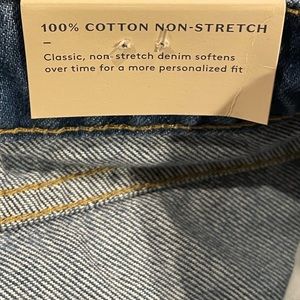 100% COTTON NON-STRETCH
Classic, non-stretch denim softens
over time for a more personalized fit